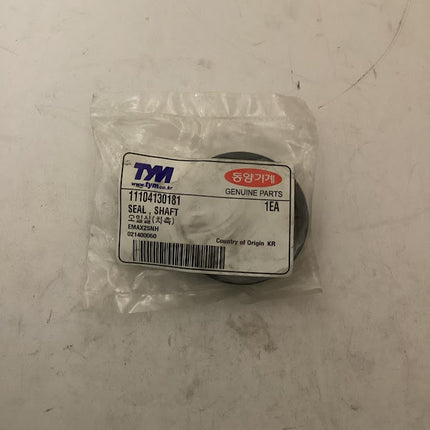 TYM
www.tym.co.kr
동양기계
GENUINE PARTS
11104130181
1EA
SEAL , SHAFT
오일실(차축)
EMAX25NH
021400060
Country of Origin KR